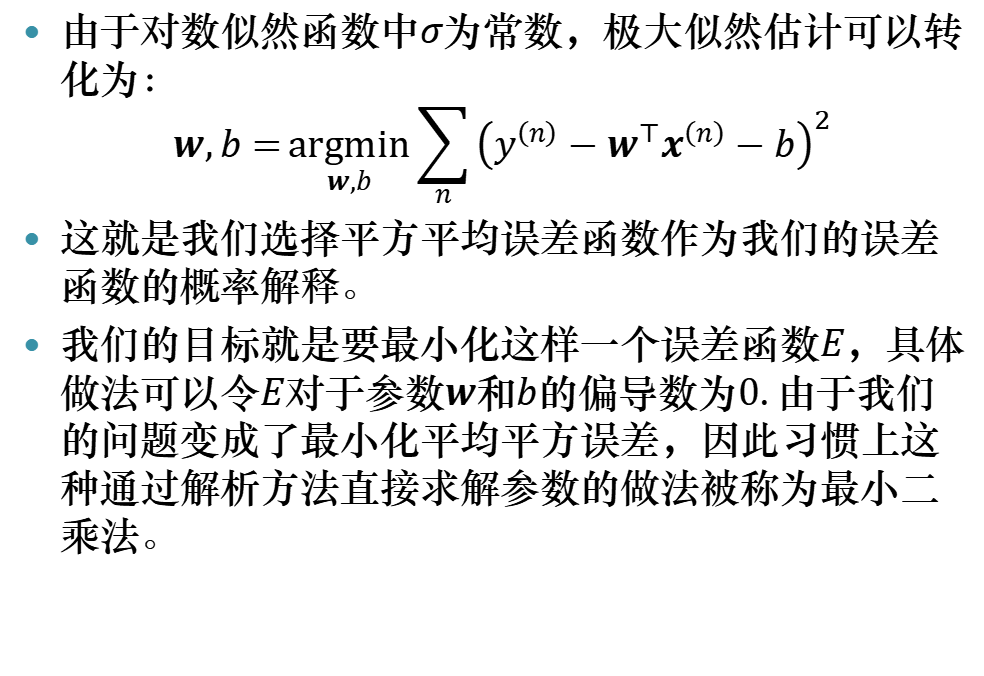 • 由于对数似然函数中σ为常数，极大似然估计可以转
化为：
w, b = argmin_{w,b} ∑_n (y^{(n)} − w^⊤x^{(n)} − b)^2
• 这就是我们选择平方平均误差函数作为我们的误差
函数的概率解释。
• 我们的目标就是要最小化这样一个误差函数E，具体
做法可以令E对于参数w和b的偏导数为0. 由于我们
的问题变成了最小化平均平方误差，因此习惯上这
种通过解析方法直接求解参数的做法被称为最小二
乘法。